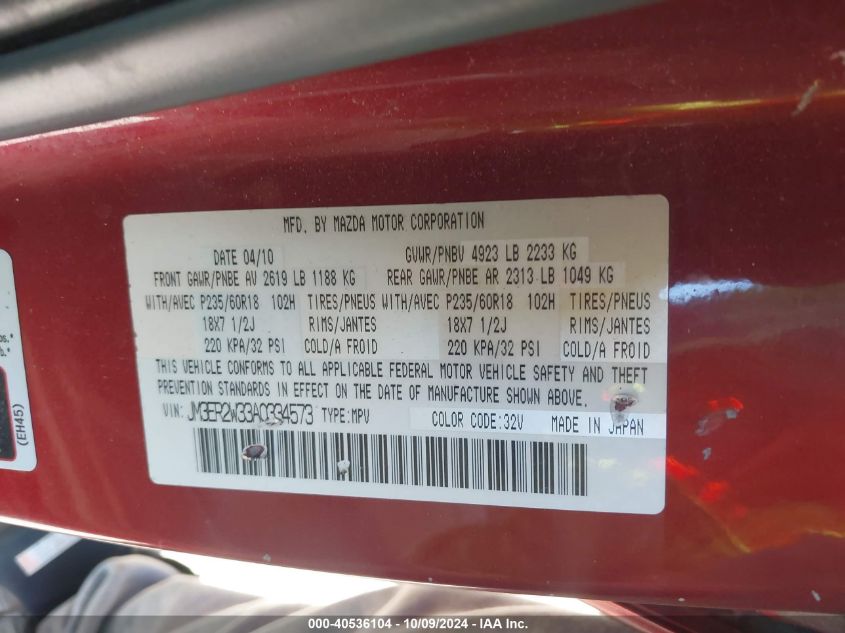 MFD. BY MAZDA MOTOR CORPORATION
DATE 04/10 GVWR/PNBV 4923 LB 2233 KG
FRONT GAWR/PNBE AV 2619 LB 1188 KG REAR GAWR/PNBE AR 2313 LB 1049 KG
WITH/AVEC P235/60R18 102H TIRES/PNEUS WITH/AVEC P235/60R18 102H TIRES/PNEUS
18X7 1/2J RIMS/JANTES 18X7 1/2J RIMS/JANTES
220 KPA/32 PSI COLD/A FROID 220 KPA/32 PSI COLD/A FROID
THIS VEHICLE CONFORMS TO ALL APPLICABLE FEDERAL MOTOR VEHICLE SAFETY AND THEFT
PREVENTION STANDARDS IN EFFECT ON THE DATE OF MANUFACTURE SHOWN ABOVE.
VIN: JM3EP2W33A0334573 TYPE:MPV COLOR CODE:32V MADE IN JAPAN
(EH45)
000-40536104 - 10/09/2024 - IAA Inc.